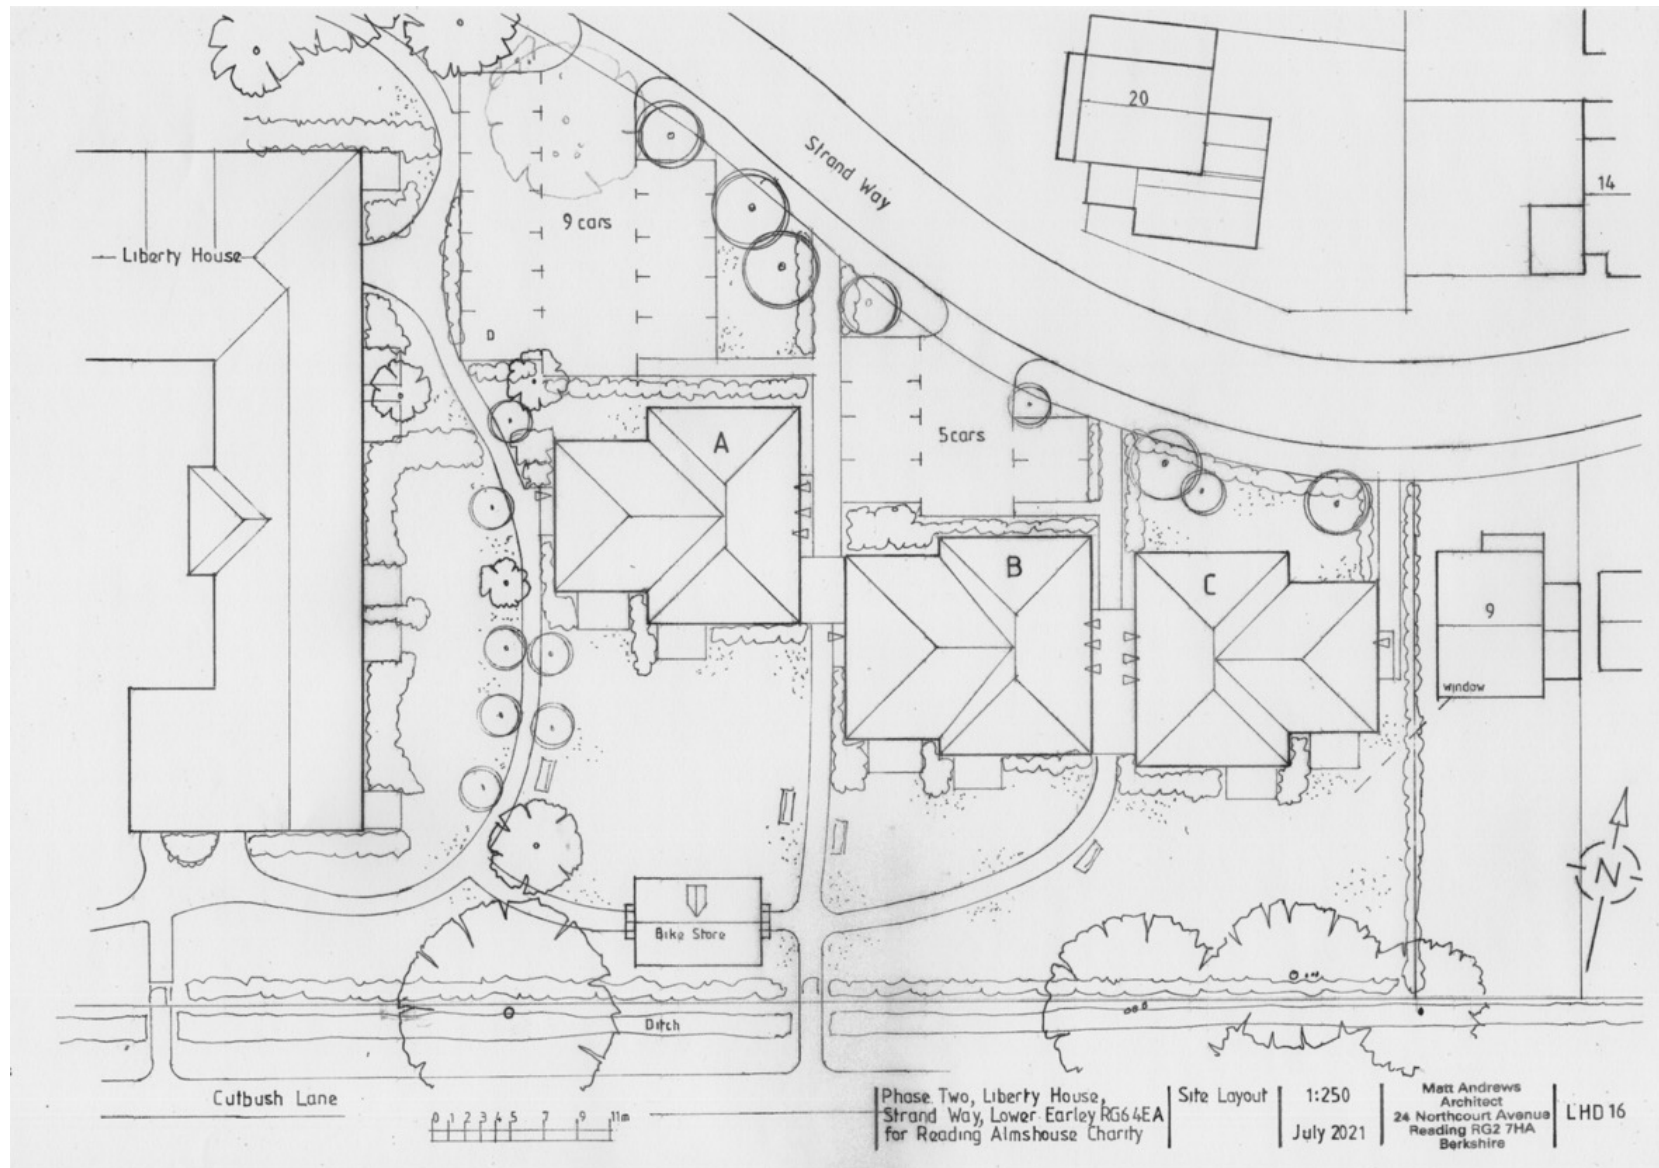 20
Strand Way
14
9 cars
Liberty House
D
A
5 cars
B
C
9
window
N
Bike Store
Ditch
Cutbush Lane
0 1 2 3 4 5 7 9 11m
Phase Two, Liberty House,
Strand Way, Lower Earley RG6 4EA
for Reading Almshouse Charity
Site Layout
1:250
July 2021
Matt Andrews
Architect
24 Northcourt Avenue
Reading RG2 7HA
Berkshire
LHD 16